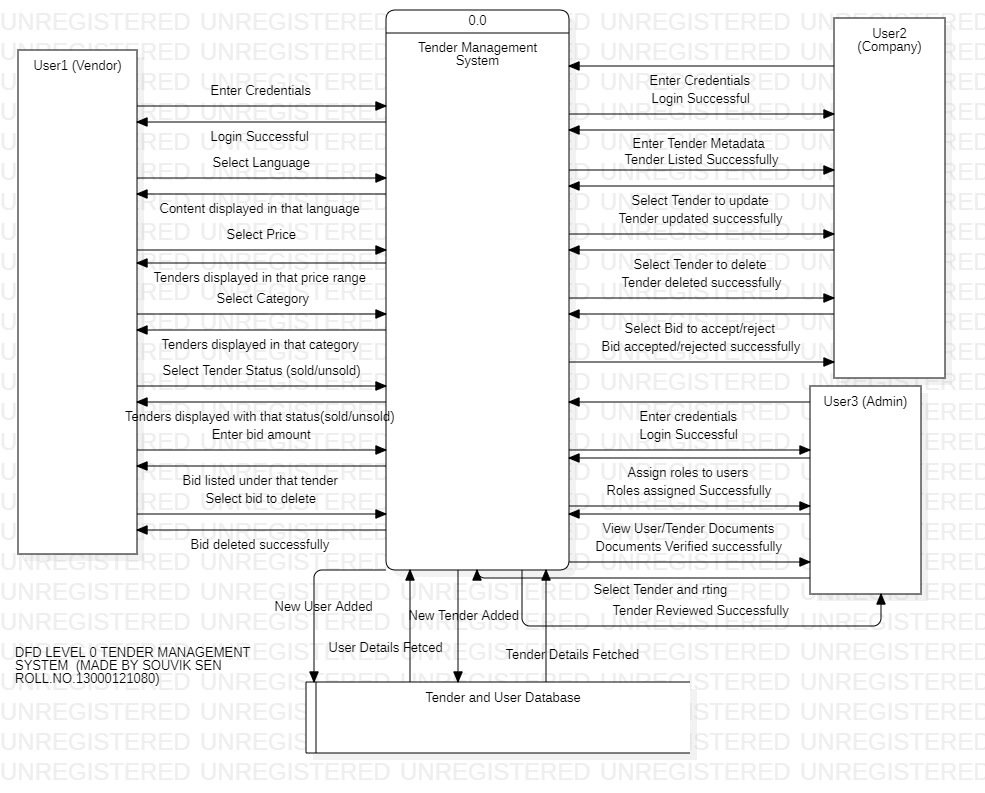 0.0
Tender Management
System
User1 (Vendor)
Enter Credentials
Login Successful
Select Language
Content displayed in that language
Select Price
Tenders displayed in that price range
Select Category
Tenders displayed in that category
Select Tender Status (sold/unsold)
Tenders displayed with that status(sold/unsold)
Enter bid amount
Bid listed under that tender
Select bid to delete
Bid deleted successfully
User2
(Company)
Enter Credentials
Login Successful
Enter Tender Metadata
Tender Listed Successfully
Select Tender to update
Tender updated successfully
Select Tender to delete
Tender deleted successfully
Select Bid to accept/reject
Bid accepted/rejected successfully
User3 (Admin)
Enter credentials
Login Successful
Assign roles to users
Roles assigned Successfully
View User/Tender Documents
Documents Verified successfully
Select Tender and rting
Tender Reviewed Successfully
New User Added
New Tender Added
User Details Fetced
Tender Details Fetched
DFD LEVEL 0 TENDER MANAGEMENT
SYSTEM (MADE BY SOUVIK SEN
ROLL.NO.13000121080)
Tender and User Database
UNREGISTERED UNREGISTERED UNREGISTERED UNREGISTERED UNREGISTERED